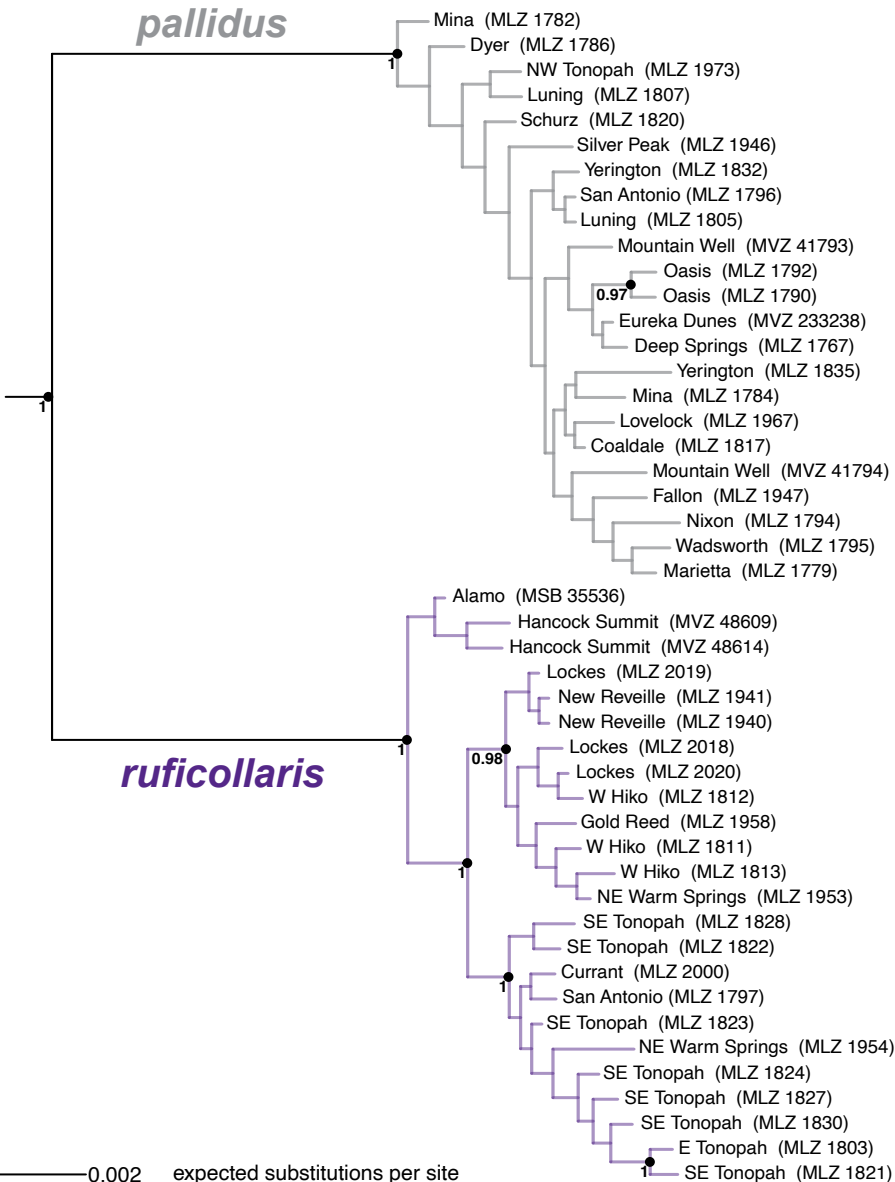 pallidus
Mina (MLZ 1782)
1
Dyer (MLZ 1786)
NW Tonopah (MLZ 1973)
Luning (MLZ 1807)
Schurz (MLZ 1820)
Silver Peak (MLZ 1946)
Yerington (MLZ 1832)
San Antonio (MLZ 1796)
Luning (MLZ 1805)
Mountain Well (MVZ 41793)
Oasis (MLZ 1792)
0.97
Oasis (MLZ 1790)
Eureka Dunes (MVZ 233238)
Deep Springs (MLZ 1767)
Yerington (MLZ 1835)
Mina (MLZ 1784)
1
Lovelock (MLZ 1967)
Coaldale (MLZ 1817)
Mountain Well (MVZ 41794)
Fallon (MLZ 1947)
Nixon (MLZ 1794)
Wadsworth (MLZ 1795)
Marietta (MLZ 1779)
Alamo (MSB 35536)
Hancock Summit (MVZ 48609)
Hancock Summit (MVZ 48614)
Lockes (MLZ 2019)
New Reveille (MLZ 1941)
New Reveille (MLZ 1940)
1
Lockes (MLZ 2018)
0.98
ruficollaris
Lockes (MLZ 2020)
W Hiko (MLZ 1812)
Gold Reed (MLZ 1958)
W Hiko (MLZ 1811)
1
W Hiko (MLZ 1813)
NE Warm Springs (MLZ 1953)
SE Tonopah (MLZ 1828)
SE Tonopah (MLZ 1822)
Currant (MLZ 2000)
1
San Antonio (MLZ 1797)
SE Tonopah (MLZ 1823)
NE Warm Springs (MLZ 1954)
SE Tonopah (MLZ 1824)
SE Tonopah (MLZ 1827)
SE Tonopah (MLZ 1830)
E Tonopah (MLZ 1803)
1
SE Tonopah (MLZ 1821)
0.002 expected substitutions per site